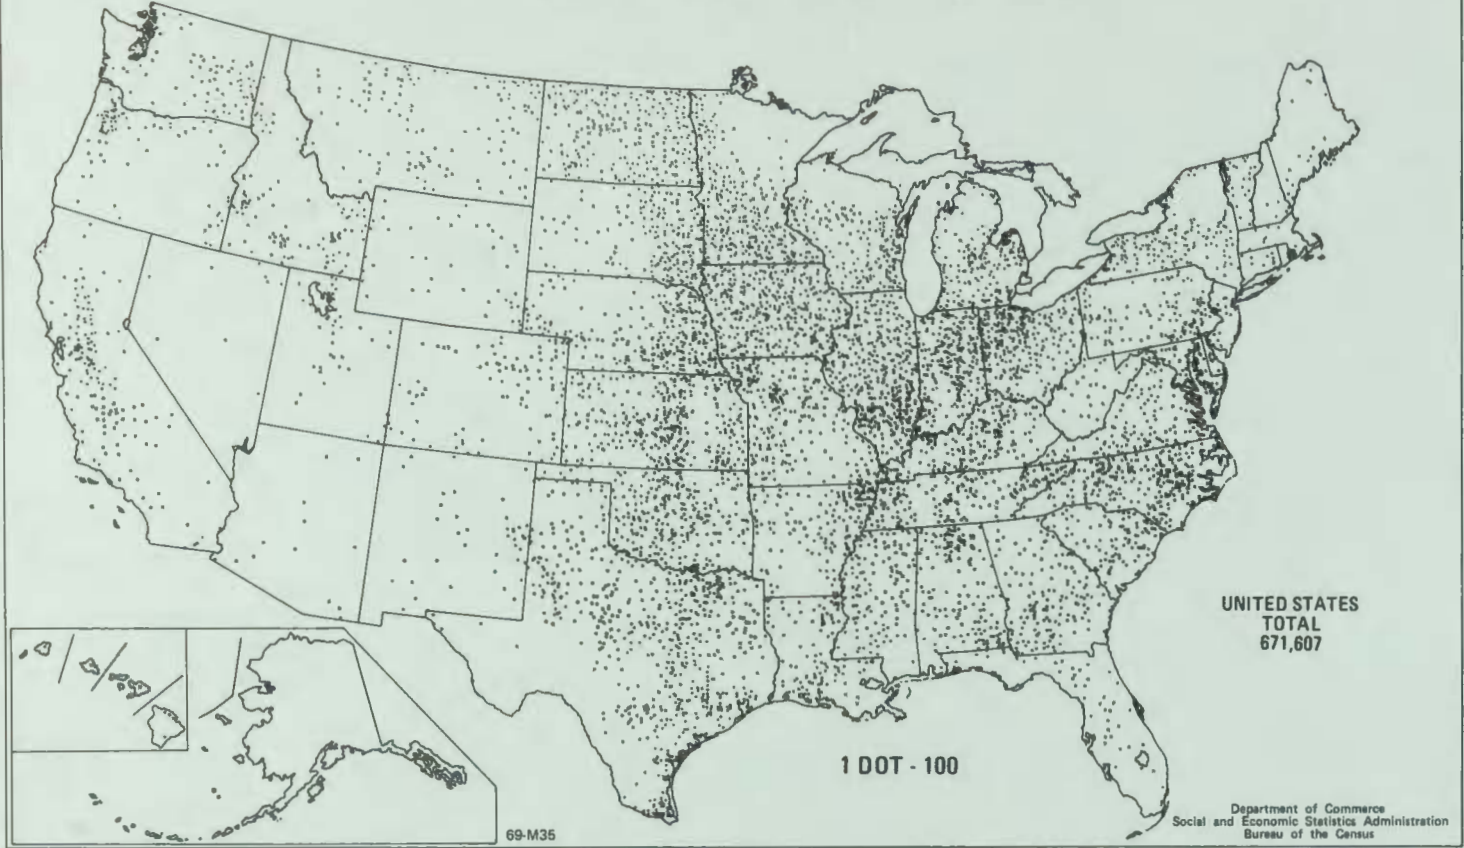 UNITED STATES
TOTAL
671,607
1 DOT - 100
69-M35
Department of Commerce
Social and Economic Statistics Administration
Bureau of the Census